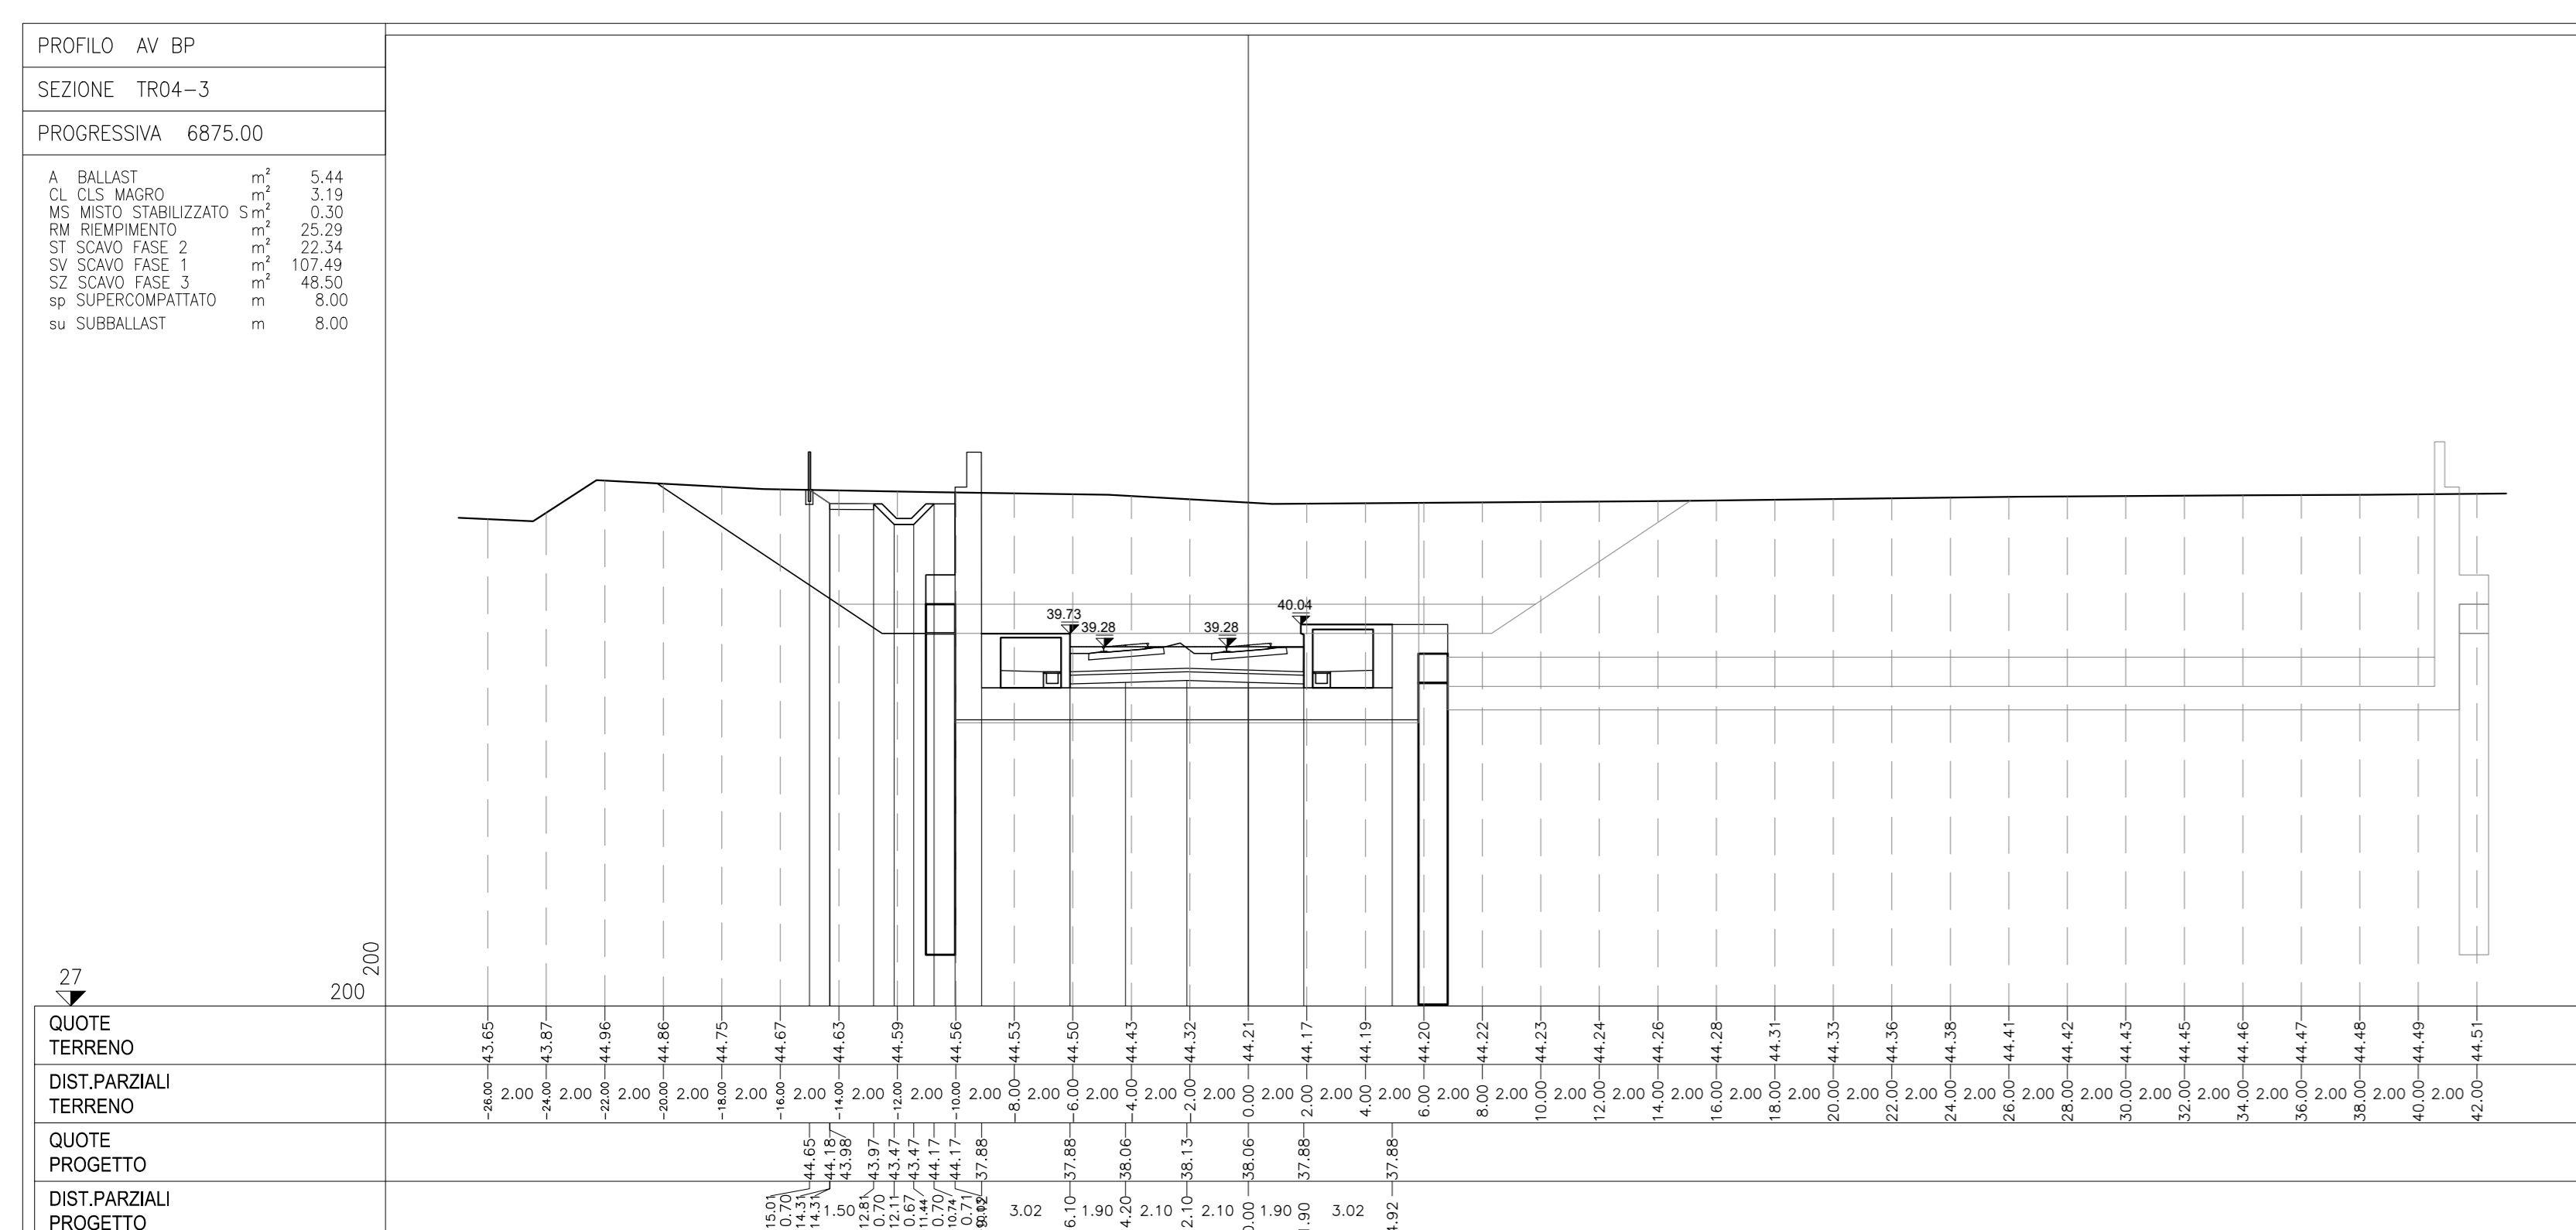 PROFILO AV BP
SEZIONE TR04-3
PROGRESSIVA 6875.00
A BALLAST m² 5.44
CL CLS MAGRO m² 3.19
MS MISTO STABILIZZATO S m² 0.30
RM RIEMPIMENTO m² 25.29
ST SCAVO FASE 2 m² 22.34
SV SCAVO FASE 1 m² 107.49
SZ SCAVO FASE 3 m² 48.50
sp SUPERCOMPATTATO m 8.00
su SUBBALLAST m 8.00
39.73
39.28
39.28
40.04
200
27
200
QUOTE
TERRENO
43.65 43.87 44.96 44.86 44.75 44.67 44.63 44.59 44.56 44.53 44.50 44.43 44.32 44.21 44.17 44.19 44.20 44.22 44.23 44.24 44.26 44.28 44.31 44.33 44.36 44.38 44.41 44.42 44.43 44.45 44.46 44.47 44.48 44.49 44.51
DIST.PARZIALI
TERRENO
-26.00 2.00 -24.00 2.00 -22.00 2.00 -20.00 2.00 -18.00 2.00 -16.00 2.00 -14.00 2.00 -12.00 2.00 -10.00 2.00 -8.00 2.00 -6.00 2.00 -4.00 2.00 -2.00 2.00 0.00 2.00 2.00 2.00 4.00 2.00 6.00 2.00 8.00 2.00 10.00 2.00 12.00 2.00 14.00 2.00 16.00 2.00 18.00 2.00 20.00 2.00 22.00 2.00 24.00 2.00 26.00 2.00 28.00 2.00 30.00 2.00 32.00 2.00 34.00 2.00 36.00 2.00 38.00 2.00 40.00 2.00 42.00
QUOTE
PROGETTO
44.65 44.18 43.98 43.97 43.47 43.47 44.17 44.17 37.88 37.88 38.06 38.13 38.06 37.88 37.88
DIST.PARZIALI
PROGETTO
15.01 0.70 14.31 14.31 1.50 12.81 0.70 12.11 0.67 11.44 0.70 10.74 0.71 3.02 6.10 1.90 4.20 2.10 2.10 2.10 0.00 1.90 1.90 3.02 4.92